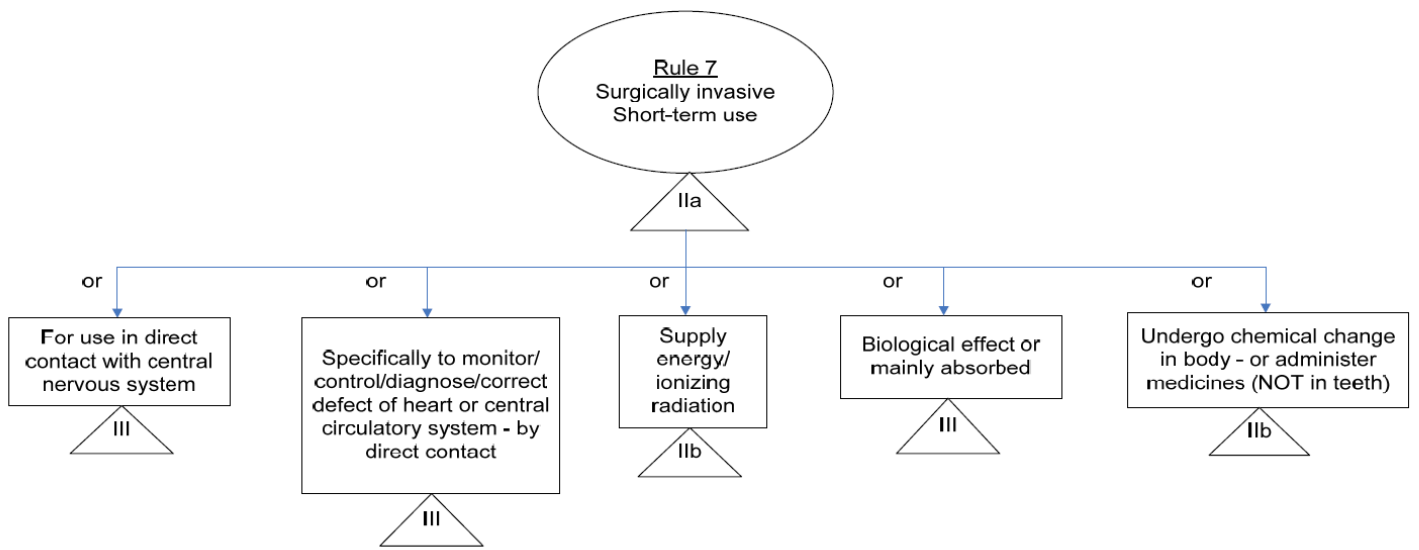 Rule 7
Surgically invasive
Short-term use
IIa
or
or
or
or
or
For use in direct
contact with central
nervous system
III
Specifically to monitor/
control/diagnose/correct
defect of heart or central
circulatory system - by
direct contact
III
Supply
energy/
ionizing
radiation
IIb
Biological effect or
mainly absorbed
III
Undergo chemical change
in body - or administer
medicines (NOT in teeth)
IIb